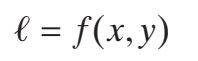 ℓ = f(x, y)